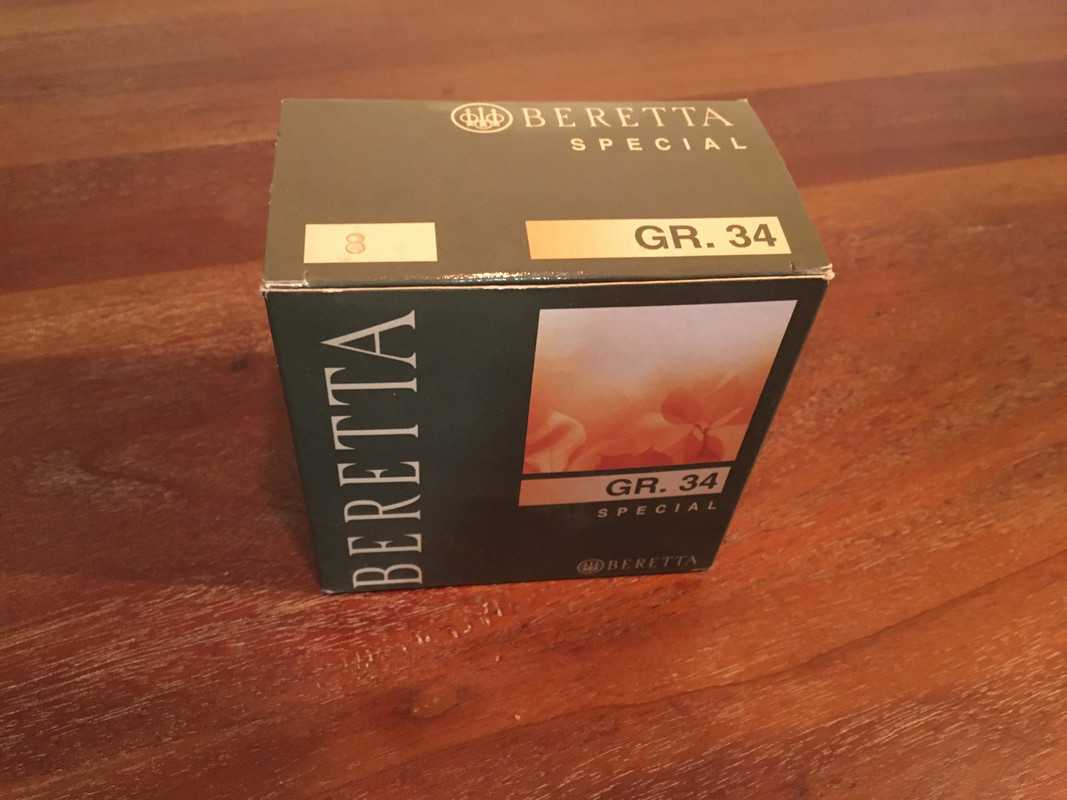 BERETTA
SPECIAL
8
GR. 34
BERETTA
GR. 34
SPECIAL
BERETTA